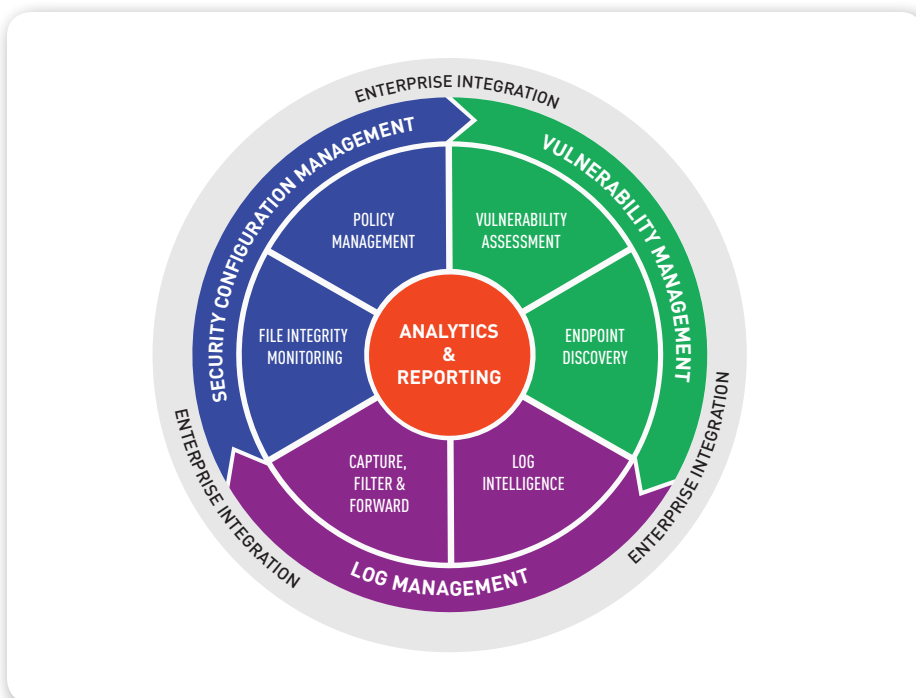 ENTERPRISE INTEGRATION
SECURITY CONFIGURATION MANAGEMENT
VULNERABILITY MANAGEMENT
POLICY
MANAGEMENT
VULNERABILITY
ASSESSMENT
FILE INTEGRITY
MONITORING
ANALYTICS
&
REPORTING
ENDPOINT
DISCOVERY
CAPTURE,
FILTER &
FORWARD
LOG
INTELLIGENCE
ENTERPRISE INTEGRATION
ENTERPRISE INTEGRATION
LOG MANAGEMENT